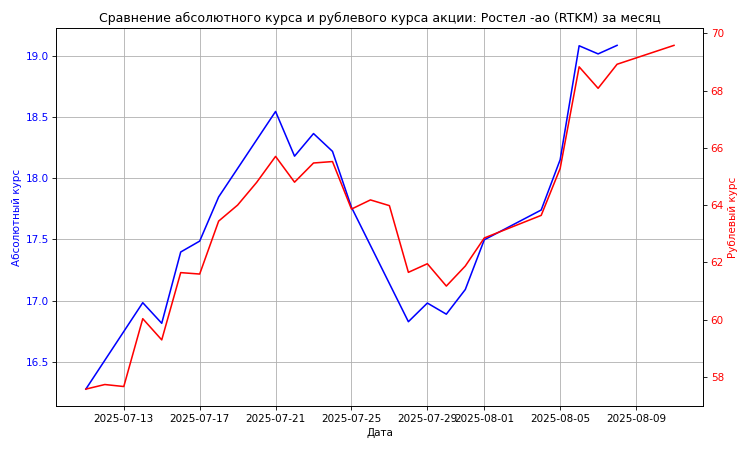 Сравнение абсолютного курса и рублевого курса акции: Ростел -ао (RTKM) за месяц
70
19.0
68
18.5
66
18.0
64
Абсолютный курс
Рублевый курс
17.5
62
17.0
60
16.5
58
2025-07-13 2025-07-17 2025-07-21 2025-07-25 2025-07-29 2025-08-01 2025-08-05 2025-08-09
Дата